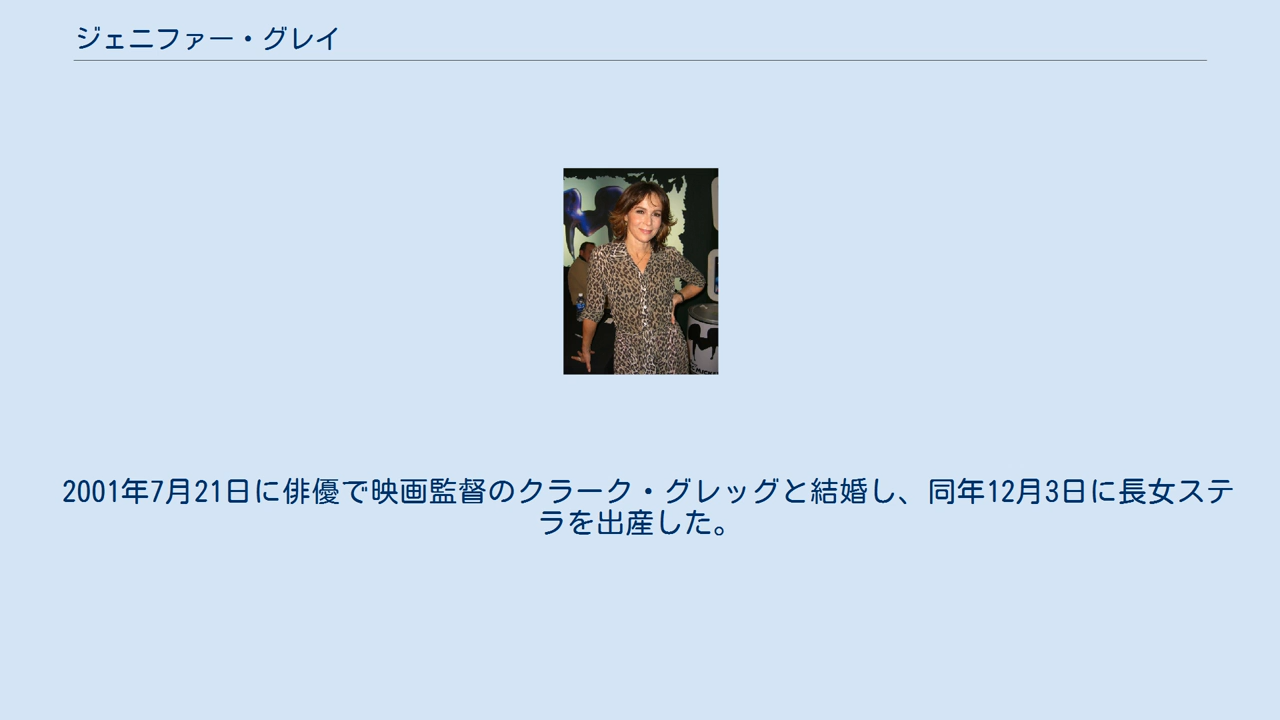 ジェニファー・グレイ
2001年7月21日に俳優で映画監督のクラーク・グレッグと結婚し、同年12月3日に長女ステ
ラを出産した。